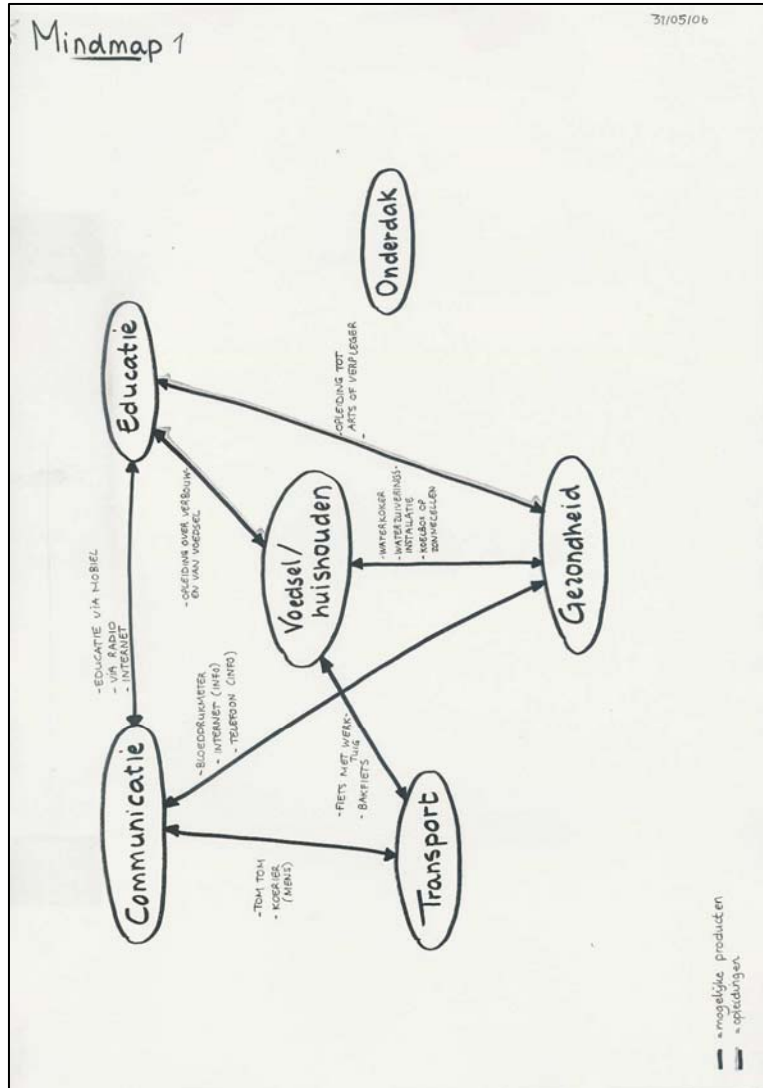 Mindmap 1
31/05/06
Communicatie
Educatie
Onderdak
Voedsel/
huishouden
Transport
Gezondheid
- EDUCATIE VIA MOBIEL
- VIA RADIO
- INTERNET
- OPLEIDING OVER VERBOUW-
EN VAN VOEDSEL
- OPLEIDING TOT
ARTS OF VERPLEGER
-
- BLOEDDRUKMETER
- INTERNET (INFO)
- TELEFOON (INFO)
- WATERKOKER
- WATERZUIVERINGS-
INSTALLATIE
- KOELBOX OP
ZONNECELLEN
- FIETS MET WERK-
TUIG
- BAKFIETS
- TOM TOM
- KOERIER
(MENS)
= mogelijke producten
= opleidingen